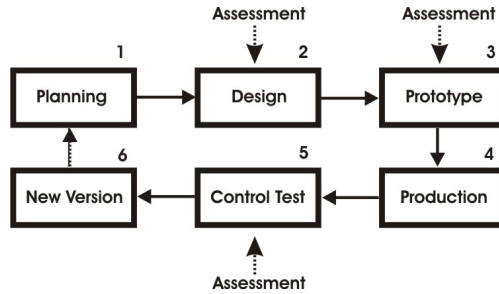 Assessment Assessment
1 2 3
Planning Design Prototype
6 5 4
New Version Control Test Production
Assessment